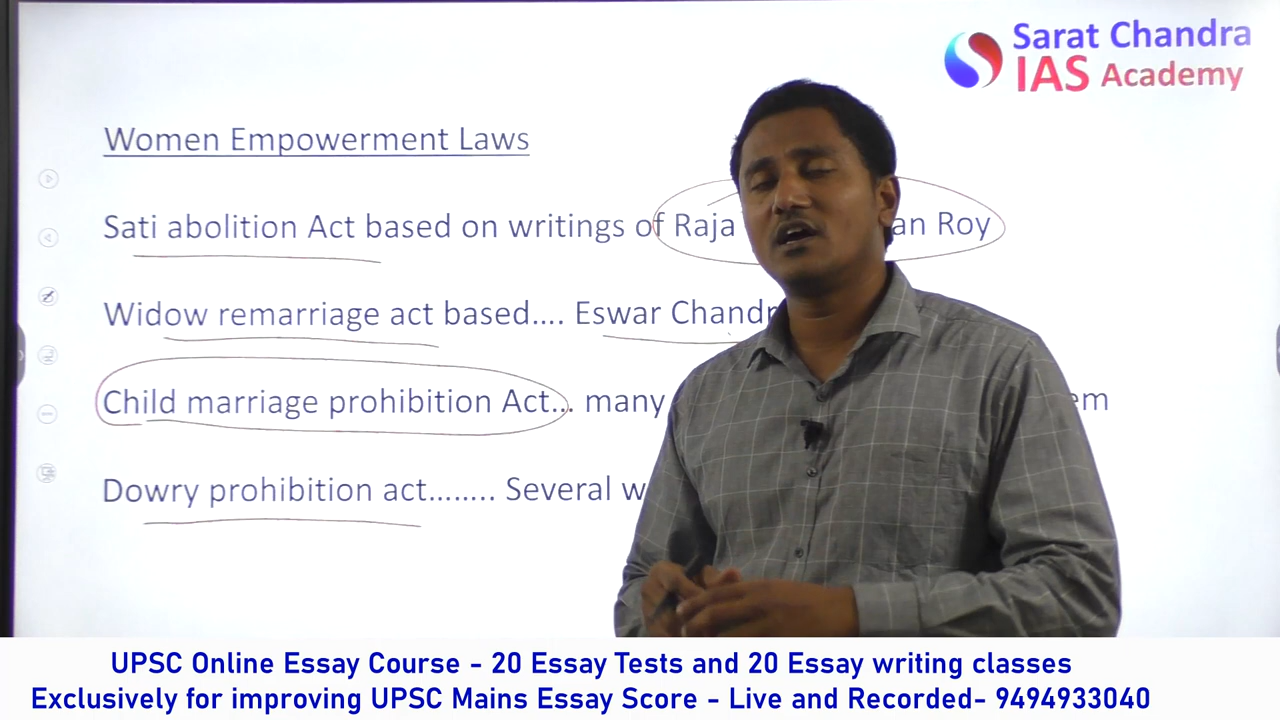 Sarat Chandra
IAS Academy
Women Empowerment Laws
Sati abolition Act based on writings of Raja an Roy
Widow remarriage act based.... Eswar
Child marriage prohibition Act... many
Dowry prohibition act........ Several
UPSC Online Essay Course - 20 Essay Tests and 20 Essay writing classes
Exclusively for improving UPSC Mains Essay Score - Live and Recorded- 9494933040